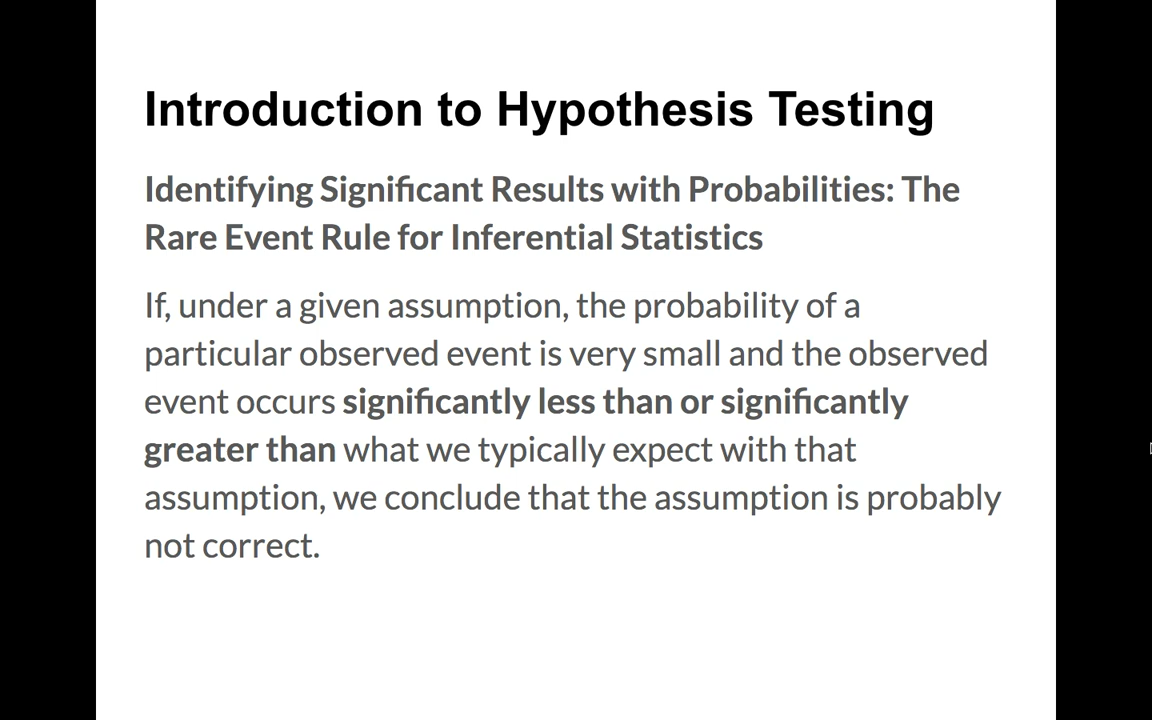 Introduction to Hypothesis Testing
Identifying Significant Results with Probabilities: The
Rare Event Rule for Inferential Statistics
If, under a given assumption, the probability of a
particular observed event is very small and the observed
event occurs significantly less than or significantly
greater than what we typically expect with that
assumption, we conclude that the assumption is probably
not correct.